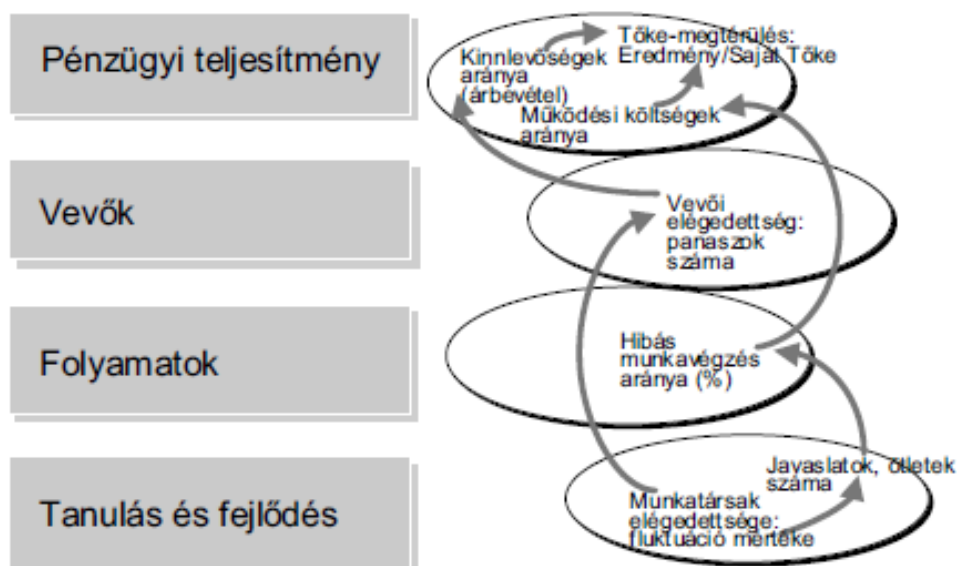 Pénzügyi teljesítmény
Kinnlevőségek
aránya
(árbevétel)
Tőke-megtérülés:
Eredmény/Saját Tőke
Működési költségek
aránya
Vevők
Vevői
elégedettség:
panaszok
száma
Folyamatok
Hibás
munkavégzés
aránya (%)
Tanulás és fejlődés
Javaslatok, ötletek
száma
Munkatársak
elégedettsége:
fluktuáció mértéke